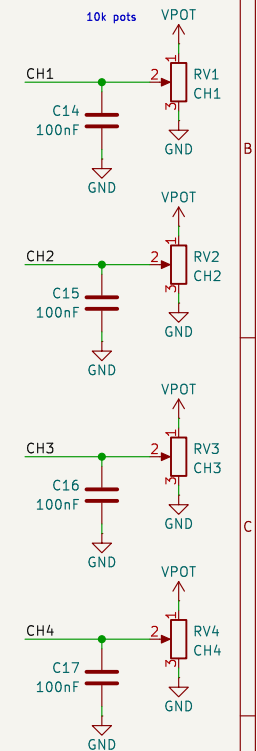 10k pots
VPOT
CH1
1
2
3
RV1
CH1
C14
100nF
GND
GND
B
VPOT
CH2
1
2
3
RV2
CH2
C15
100nF
GND
GND
VPOT
CH3
1
2
3
RV3
CH3
C16
100nF
GND
GND
C
VPOT
CH4
1
2
3
RV4
CH4
C17
100nF
GND
GND